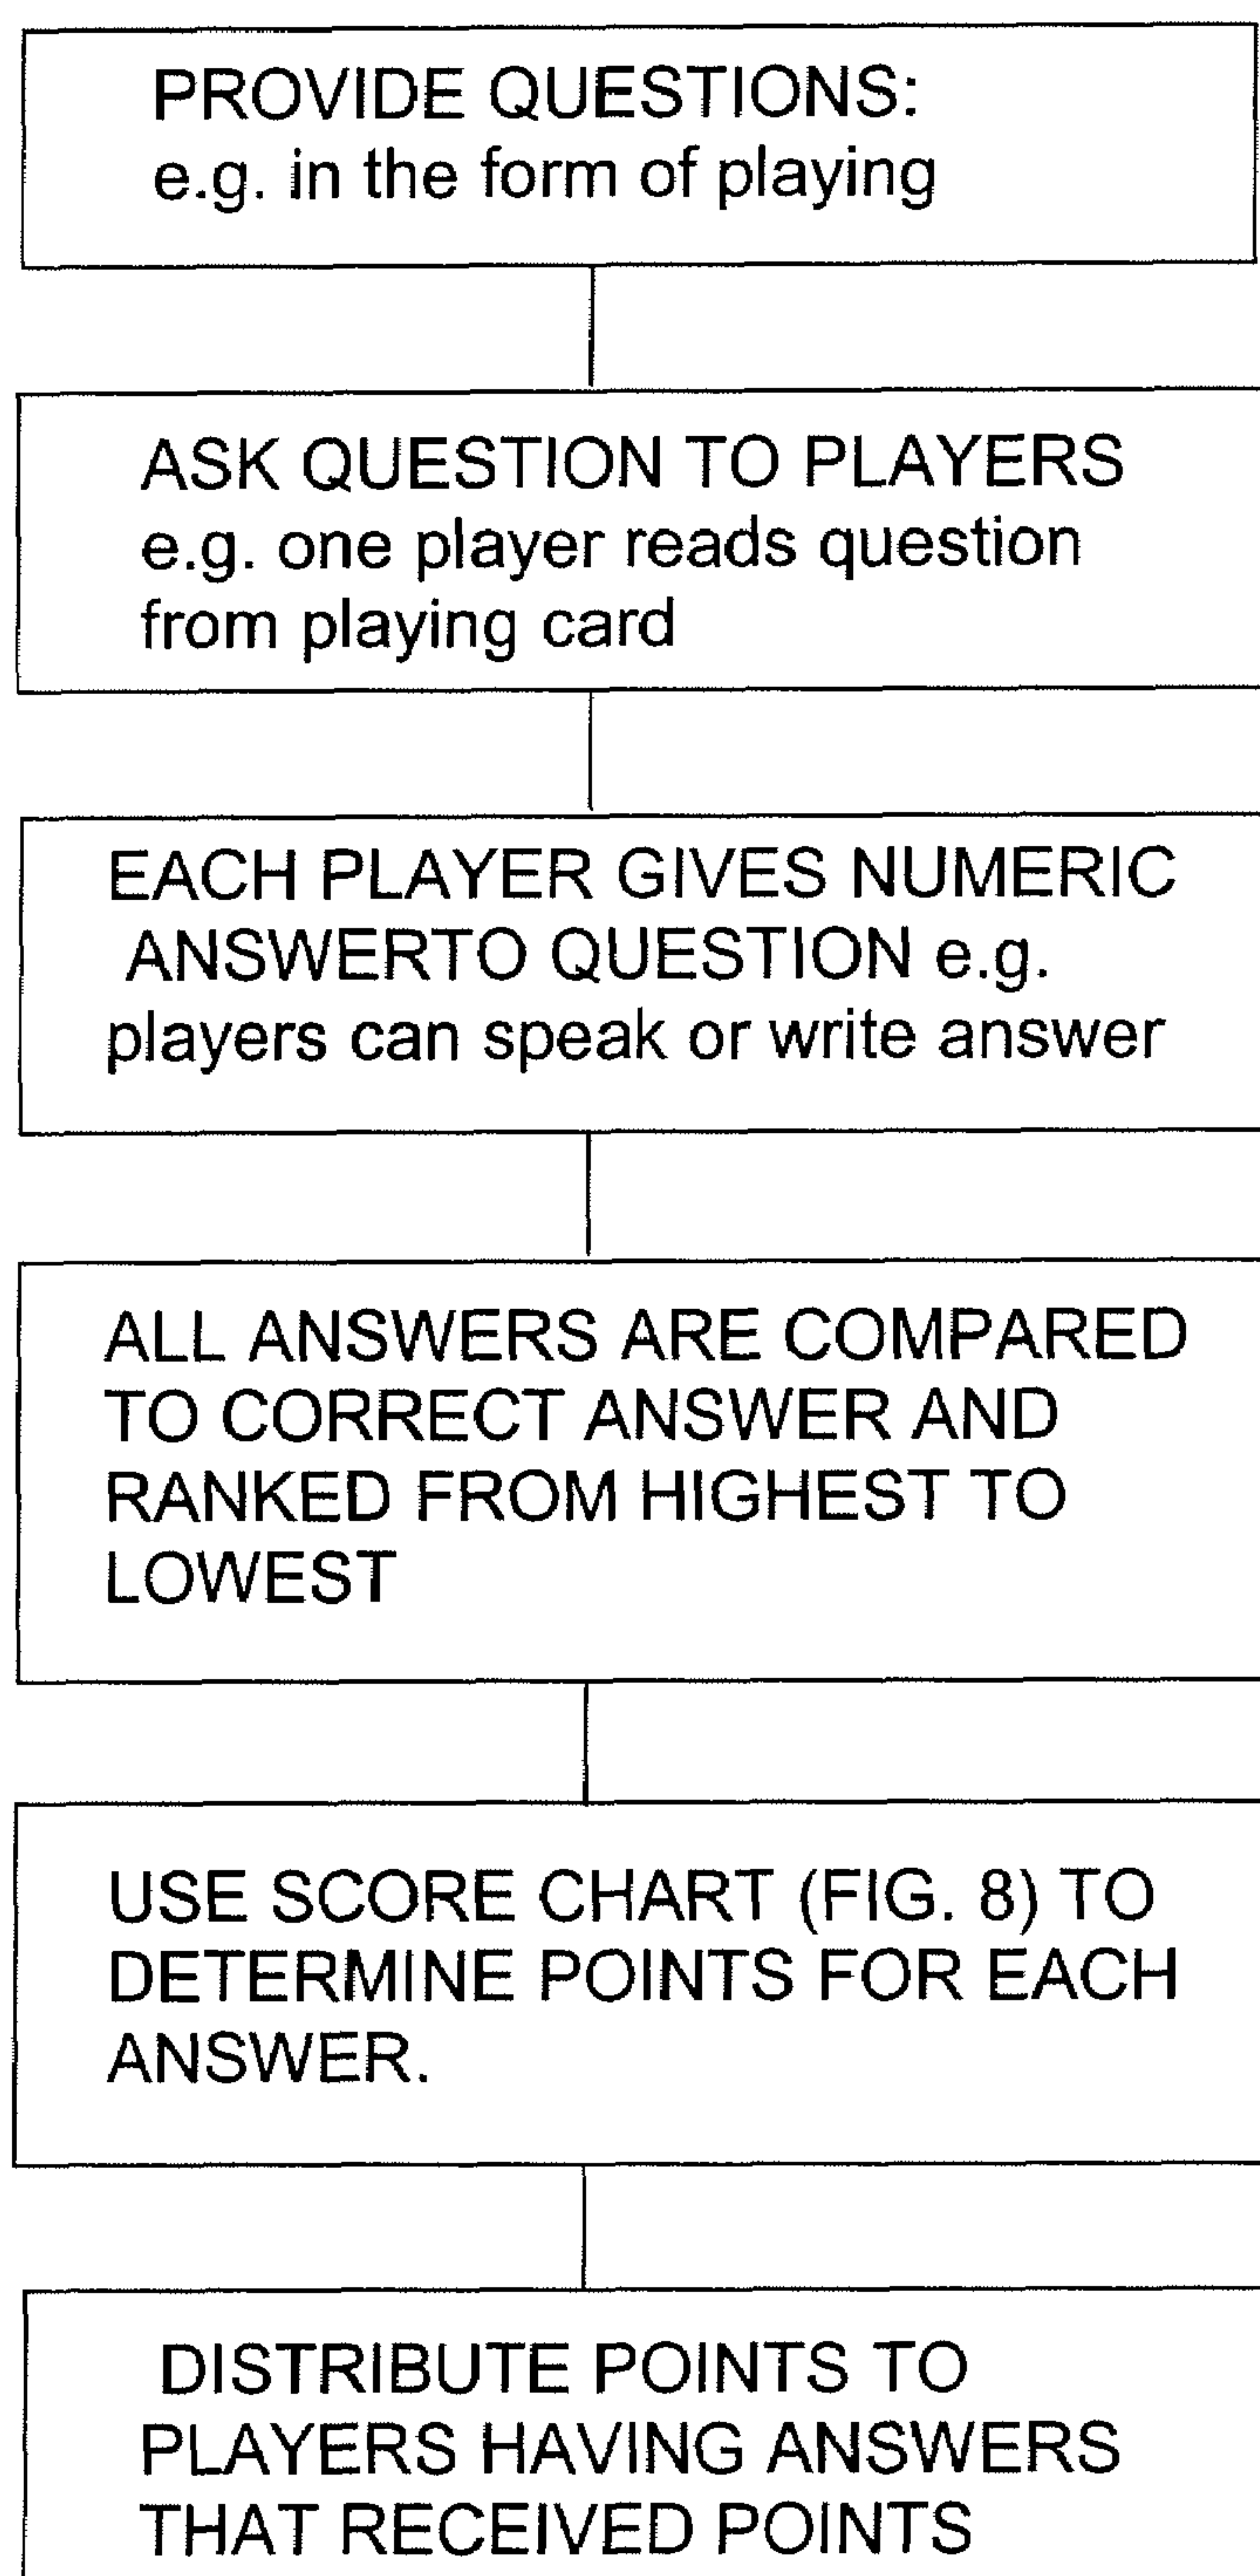 PROVIDE QUESTIONS:
e.g. in the form of playing
ASK QUESTION TO PLAYERS
e.g. one player reads question
from playing card
EACH PLAYER GIVES NUMERIC
ANSWERTO QUESTION e.g.
players can speak or write answer
ALL ANSWERS ARE COMPARED
TO CORRECT ANSWER AND
RANKED FROM HIGHEST TO
LOWEST
USE SCORE CHART (FIG. 8) TO
DETERMINE POINTS FOR EACH
ANSWER.
DISTRIBUTE POINTS TO
PLAYERS HAVING ANSWERS
THAT RECEIVED POINTS